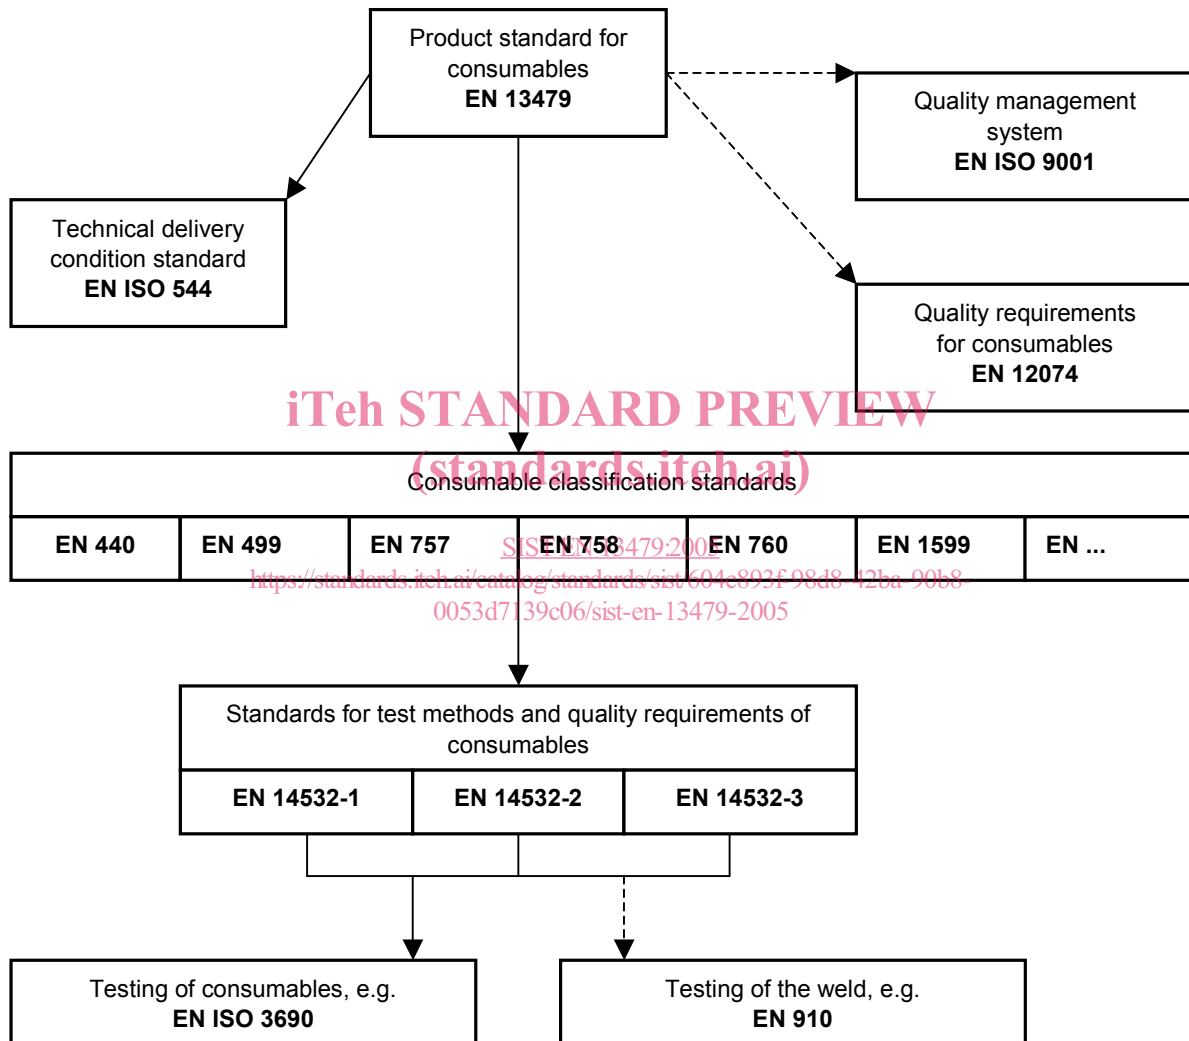 Product standard for
consumables
EN 13479
Quality management
system
EN ISO 9001
Technical delivery
condition standard
EN ISO 544
Quality requirements
for consumables
EN 12074
iTeh STANDARD PREVIEW
(standards.iteh.ai)
Consumable classification standards
EN 440 EN 499 EN 757 EN 758 EN 760 EN 1599 EN ...
SIST EN 13479:2005
https://standards.iteh.ai/catalog/standards/sist/604e893f-98d8-42ba-90b8-
0053d7139c06/sist-en-13479-2005
Standards for test methods and quality requirements of
consumables
EN 14532-1 EN 14532-2 EN 14532-3
Testing of consumables, e.g.
EN ISO 3690
Testing of the weld, e.g.
EN 910